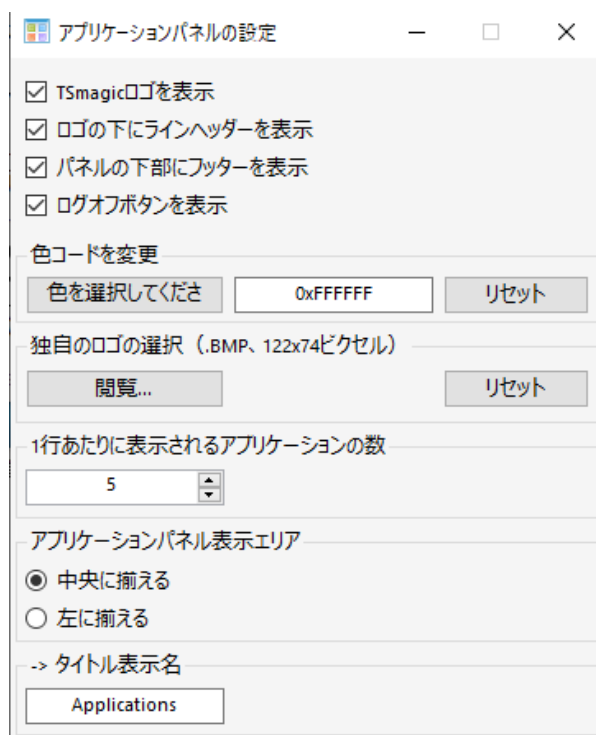 アプリケーションパネルの設定
TSmagicロゴを表示
ロゴの下にラインヘッダーを表示
パネルの下部にフッターを表示
ログオフボタンを表示
色コードを変更
色を選択してくださ 0xFFFFFF リセット
独自のロゴの選択（.BMP、122x74ピクセル）
閲覧... リセット
1行あたりに表示されるアプリケーションの数
5
アプリケーションパネル表示エリア
中央に揃える
左に揃える
-> タイトル表示名
Applications